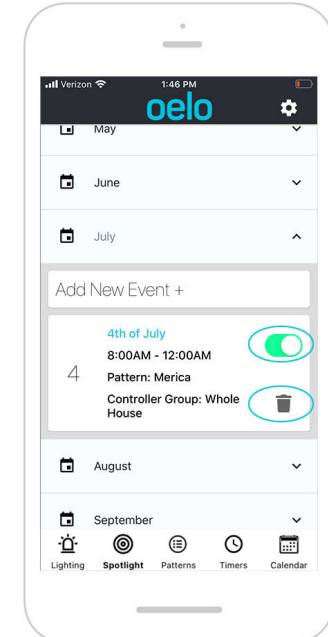 Verizon 1:46 PM
oelo
May
June
July
Add New Event +
4th of July
8:00AM - 12:00AM
4
Pattern: Merica
Controller Group: Whole
House
August
September
Lighting Spotlight Patterns Timers Calendar